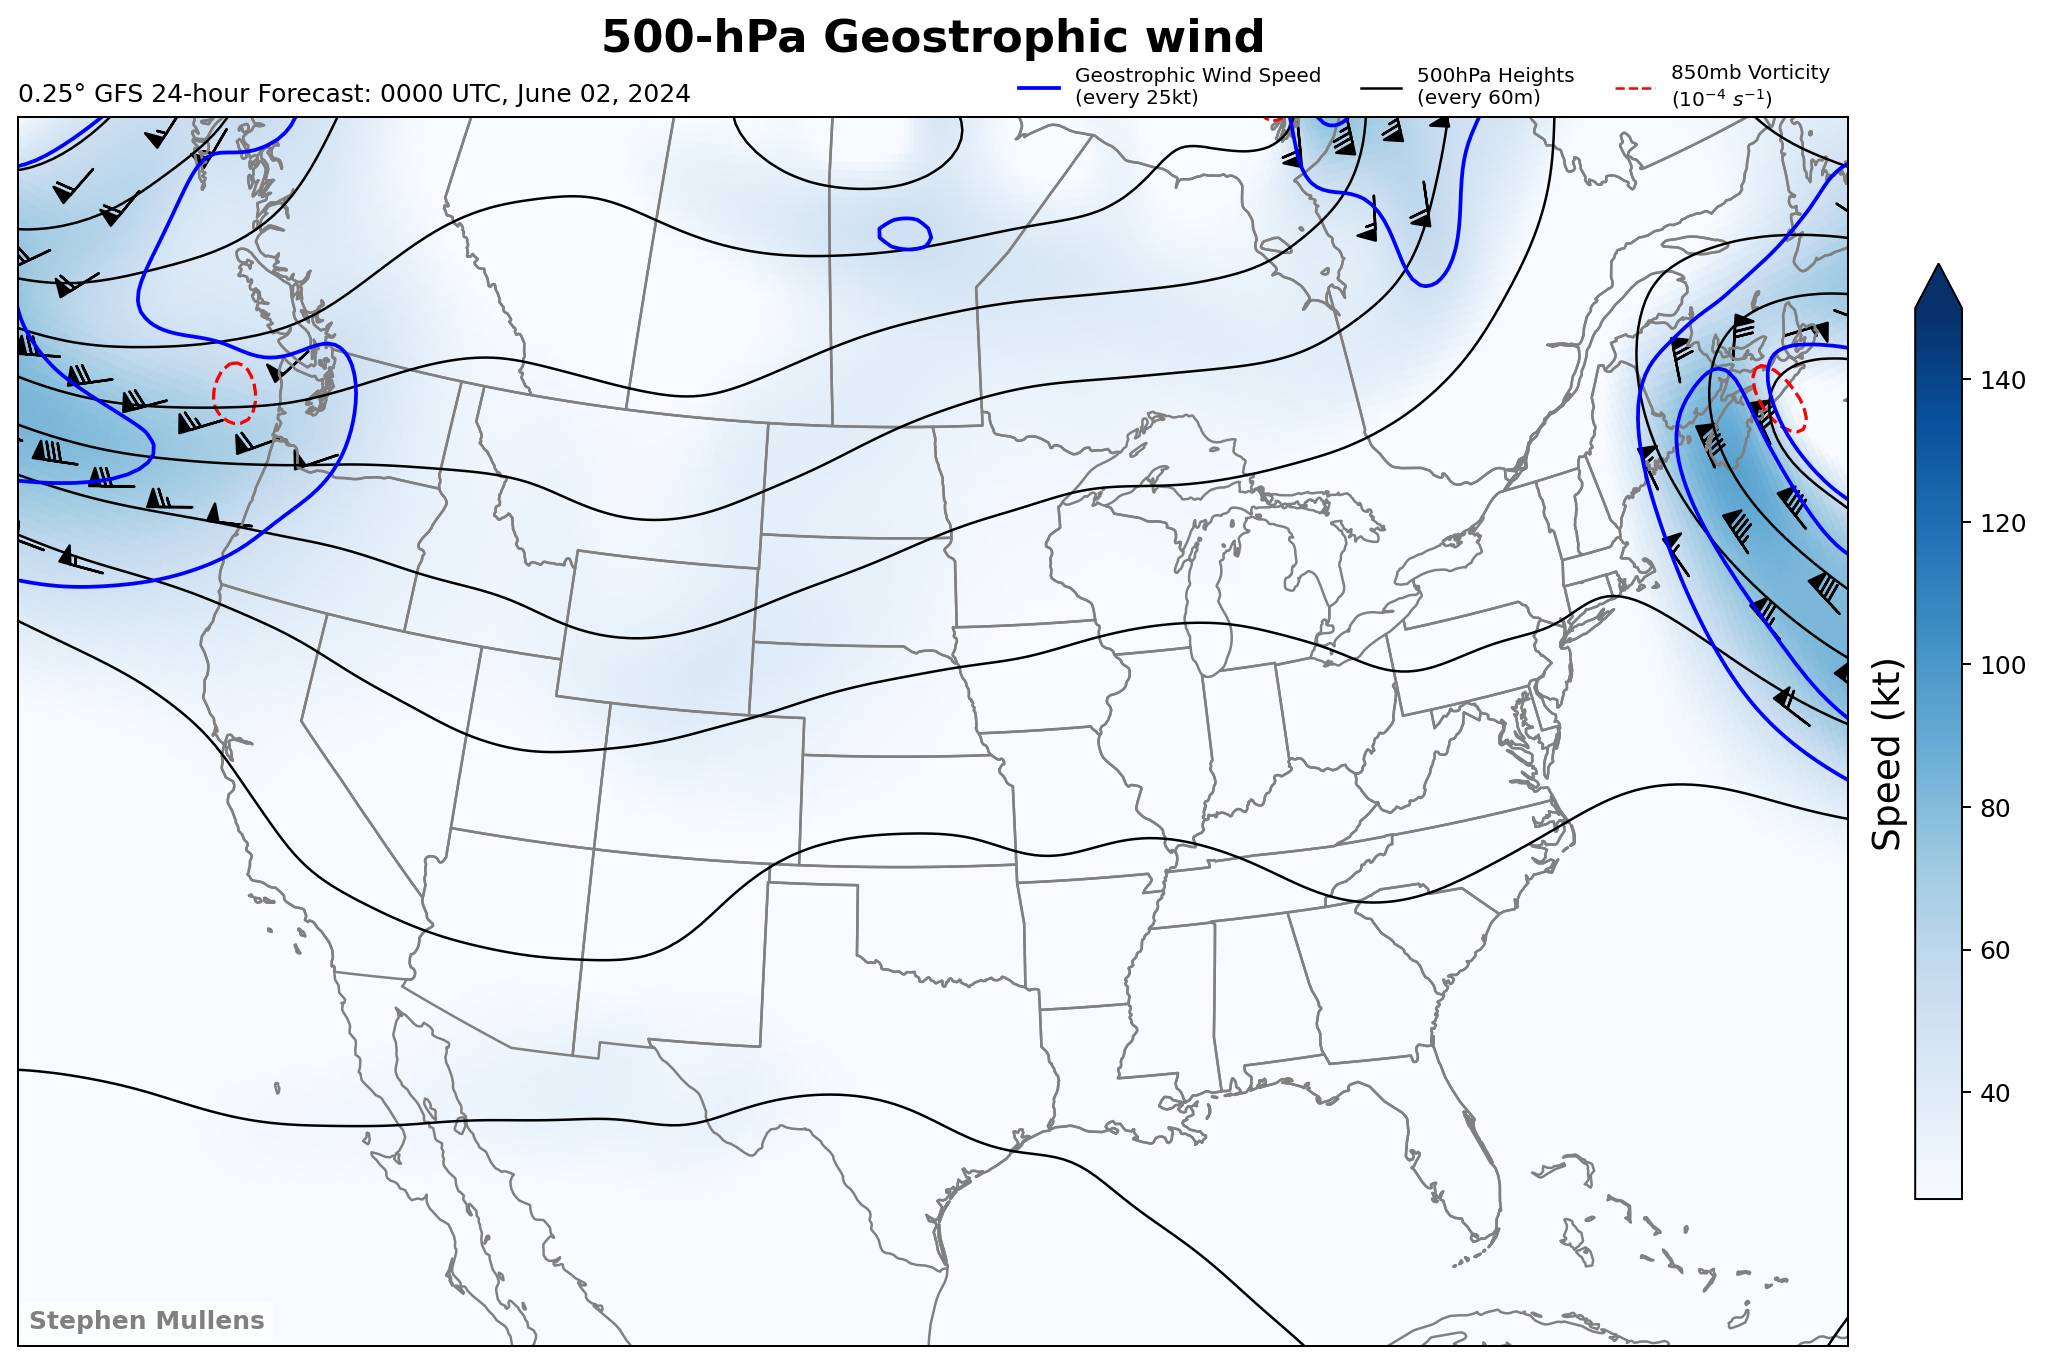 500-hPa Geostrophic wind
0.25° GFS 24-hour Forecast: 0000 UTC, June 02, 2024
Geostrophic Wind Speed
(every 25kt)
500hPa Heights
(every 60m)
850mb Vorticity
(10⁻⁴ s⁻¹)
140
120
100
80
60
40
Speed (kt)
Stephen Mullens